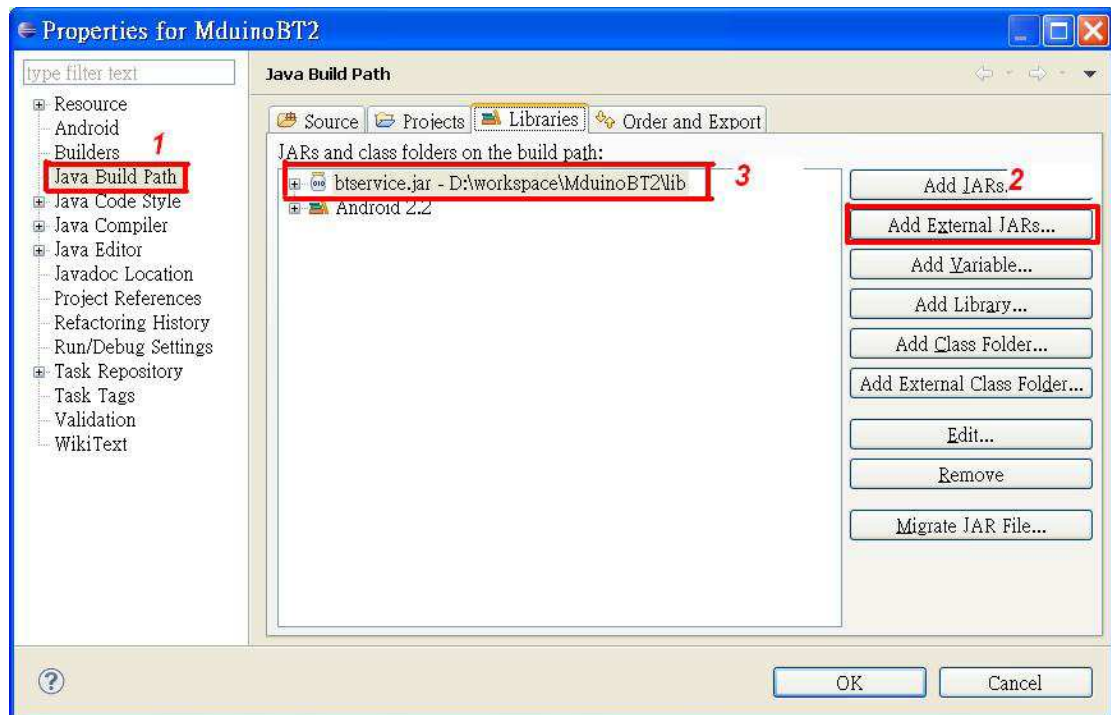 Properties for MduinoBT2
type filter text
Java Build Path
Resource
Android
Builders
1
Java Build Path
Java Code Style
Java Compiler
Java Editor
Javadoc Location
Project References
Refactoring History
Run/Debug Settings
Task Repository
Task Tags
Validation
WikiText
Source Projects Libraries Order and Export
JARs and class folders on the build path:
btservice.jar - D:\workspace\MduinoBT2\lib
3
Android 2.2
Add JARs.
2
Add External JARs...
Add Variable...
Add Library...
Add Class Folder...
Add External Class Folder...
Edit...
Remove
Migrate JAR File...
OK Cancel